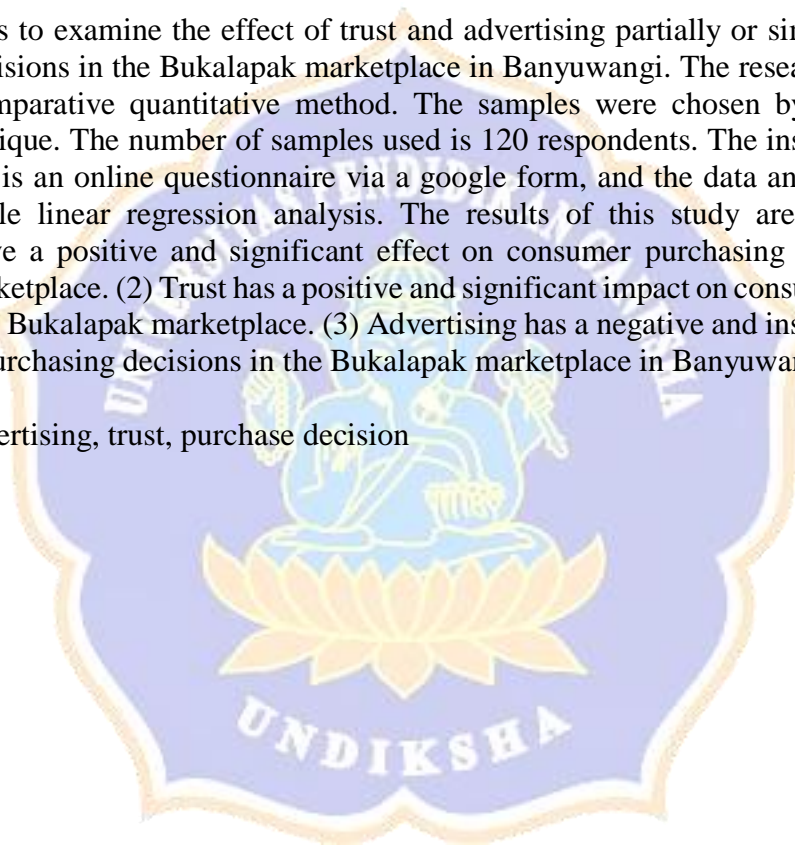 s to examine the effect of trust and advertising partially or si
isions in the Bukalapak marketplace in Banyuwangi. The resea
mparative quantitative method. The samples were chosen by
ique. The number of samples used is 120 respondents. The ins
is an online questionnaire via a google form, and the data an
le linear regression analysis. The results of this study are
ve a positive and significant effect on consumer purchasing
ketplace. (2) Trust has a positive and significant impact on consu
Bukalapak marketplace. (3) Advertising has a negative and ins
urchasing decisions in the Bukalapak marketplace in Banyuwan
ertising, trust, purchase decision
UNIVERSITAS PENDIDIKAN GANESHA
UNDIKSHA